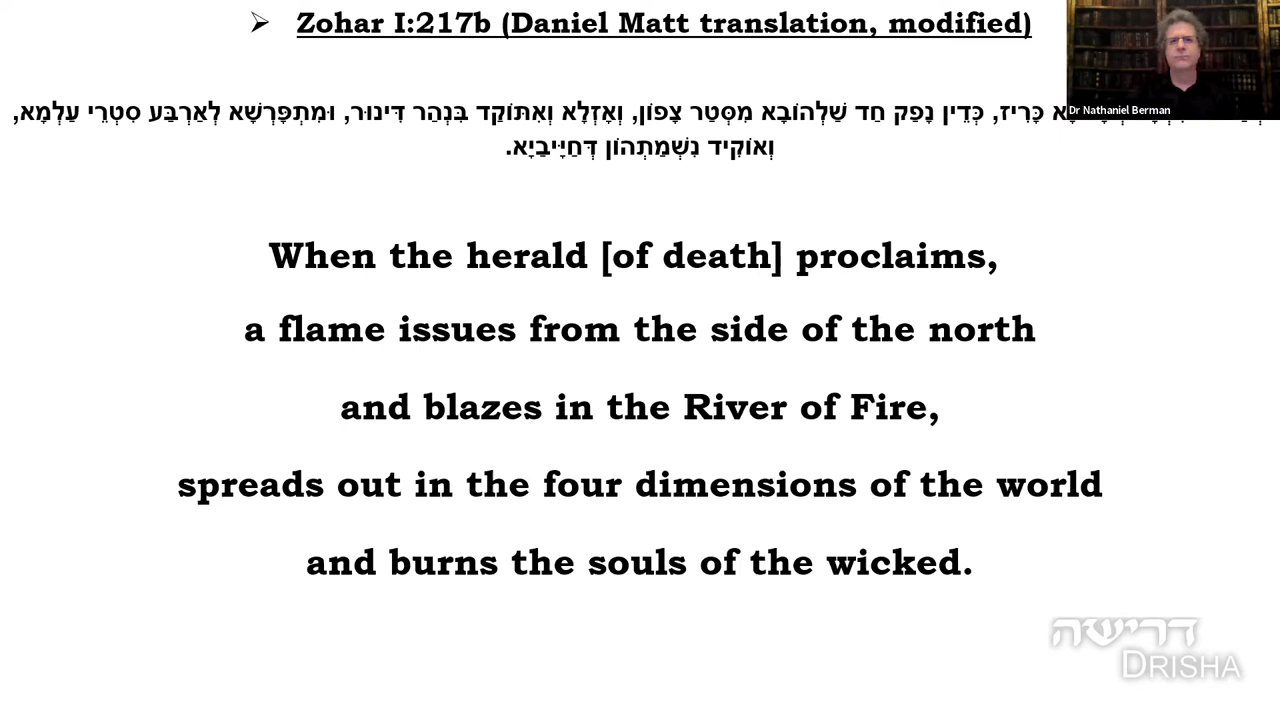 ➢ Zohar I:217b (Daniel Matt translation, modified)
Dr Nathaniel Berman
כָּרִיז, כְּדֵין נָפַק חַד שַׁלְהוֹבָא מִסְּטַר צָפוֹן, וְאָזְלָא וְאִתּוֹקַד בִּנְהַר דִּינוּר, וּמִתְפָּרְשָׁא לְאַרְבַּע סִטְרֵי עַלְמָא,
וְאוֹקִיד נִשְׁמַתְהוֹן דְּחַיָּיבַיָּא.
When the herald [of death] proclaims,
a flame issues from the side of the north
and blazes in the River of Fire,
spreads out in the four dimensions of the world
and burns the souls of the wicked.
דרישה
DRISHA